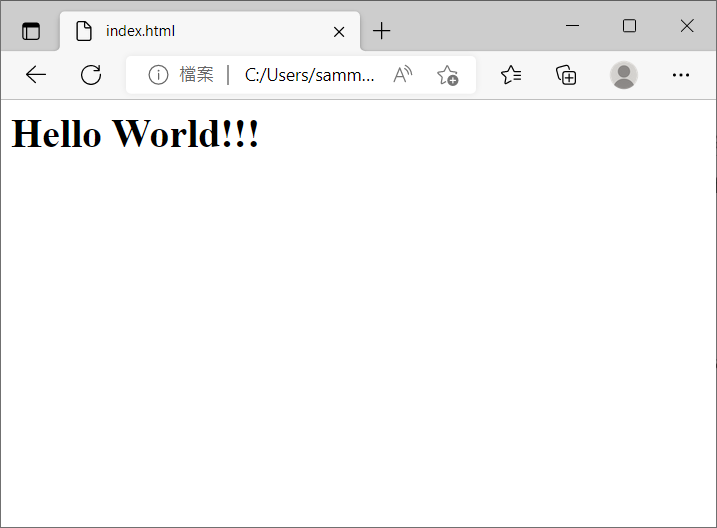 index.html
檔案 C:/Users/samm...
Hello World!!!